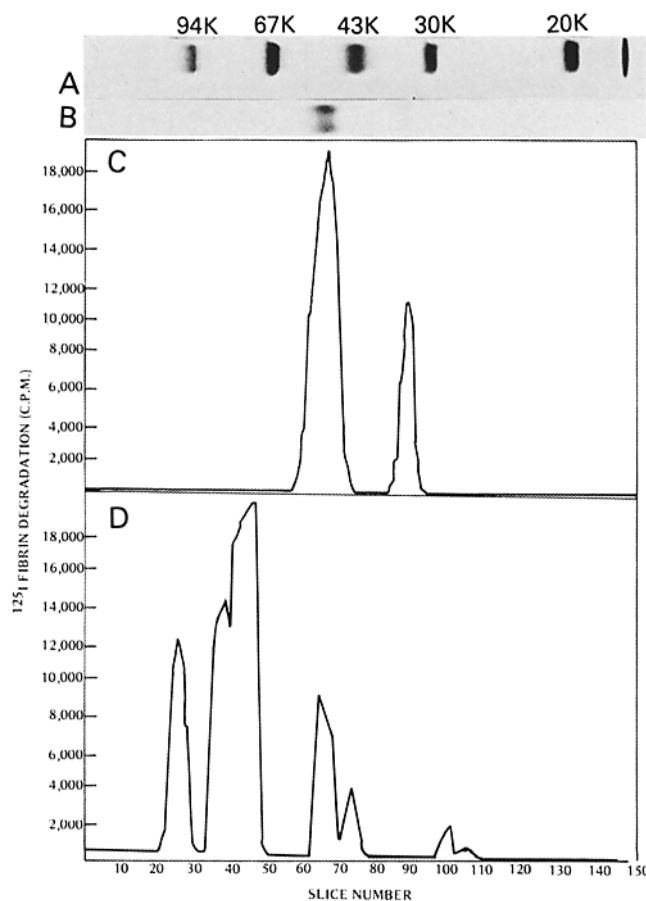 94K 67K 43K 30K 20K
A
B
C
18,000
16,000
14,000
12,000
10,000
8,000
6,000
4,000
2,000
125I FIBRIN DEGRADATION (C.P.M.)
D
18,000
16,000
14,000
12,000
10,000
8,000
6,000
4,000
2,000
10 20 30 40 50 60 70 80 90 100 110 120 130 140 150
SLICE NUMBER